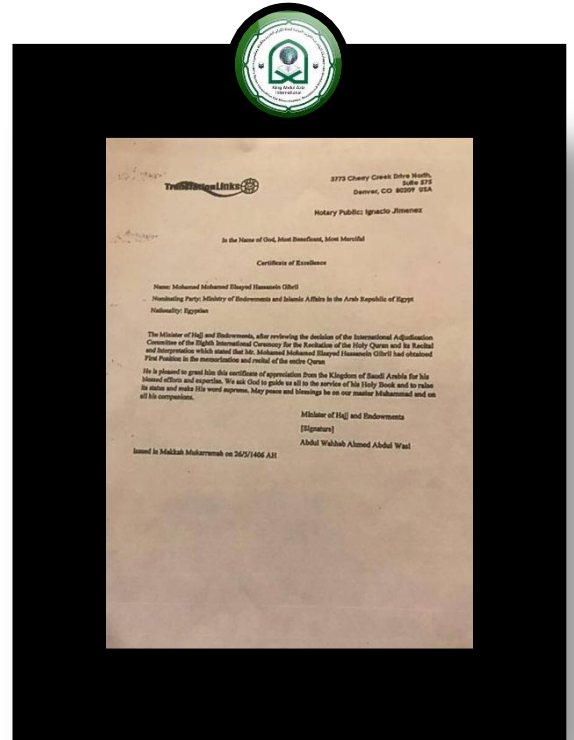 King Abdul Aziz
International
TranslationLinks
3773 Cherry Creek Drive North,
Suite 575
Denver, CO 80209 USA
Notary Public: Ignacio Jimenez
In the Name of God, Most Beneficent, Most Merciful
Certificate of Excellence
Name: Mohamed Mohamed Elsayed Hassanein Gibril
Nominating Party: Ministry of Endowments and Islamic Affairs in the Arab Republic of Egypt
Nationality: Egyptian
The Minister of Hajj and Endowments, after reviewing the decision of the International Adjudication
Committee of the Eighth International Ceremony for the Recitation of the Holy Quran and its Recital
and Interpretation which stated that Mr. Mohamed Mohamed Elsayed Hassanein Gibril had obtained
First Position in the memorization and recital of the entire Quran
He is pleased to grant him this certificate of appreciation from the Kingdom of Saudi Arabia for his
blessed efforts and expertise. We ask God to guide us all to the service of his Holy Book and to raise
its status and make His word supreme. May peace and blessings be on our master Muhammad and on
all his companions.
Minister of Hajj and Endowments
[Signature]
Abdul Wahhab Ahmed Abdul Wasi
Issued in Makkah Mukarramah on 26/5/1406 AH